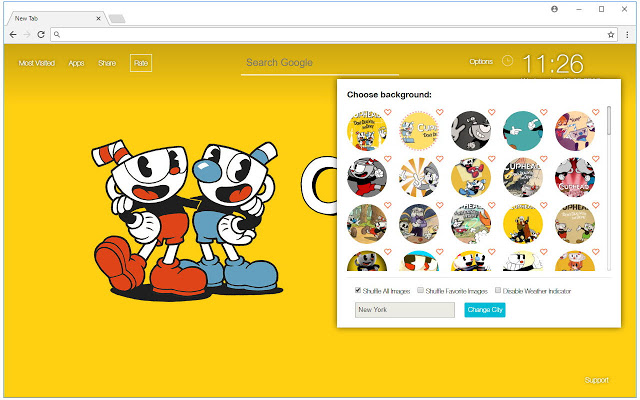 New Tab
Most Visited Apps Share Rate
Search Google
Options 11:26
Choose background:
Shuffle All Images Shuffle Favorite Images Disable Weather Indicator
New York Change City
Support